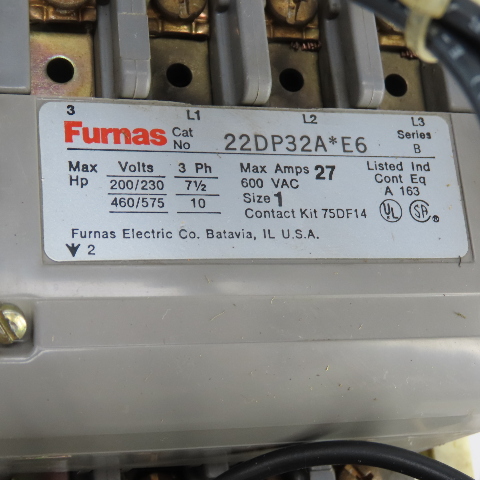 3 L1 L2 L3
Furnas Cat No 22DP32A*E6 Series B
Max Hp Volts 3 Ph Max Amps 27 Listed Ind
200/230 7½ 600 VAC Cont Eq
460/575 10 Size 1 A 163
Contact Kit 75DF14 UL SA ®
Furnas Electric Co. Batavia, IL U.S.A.
2